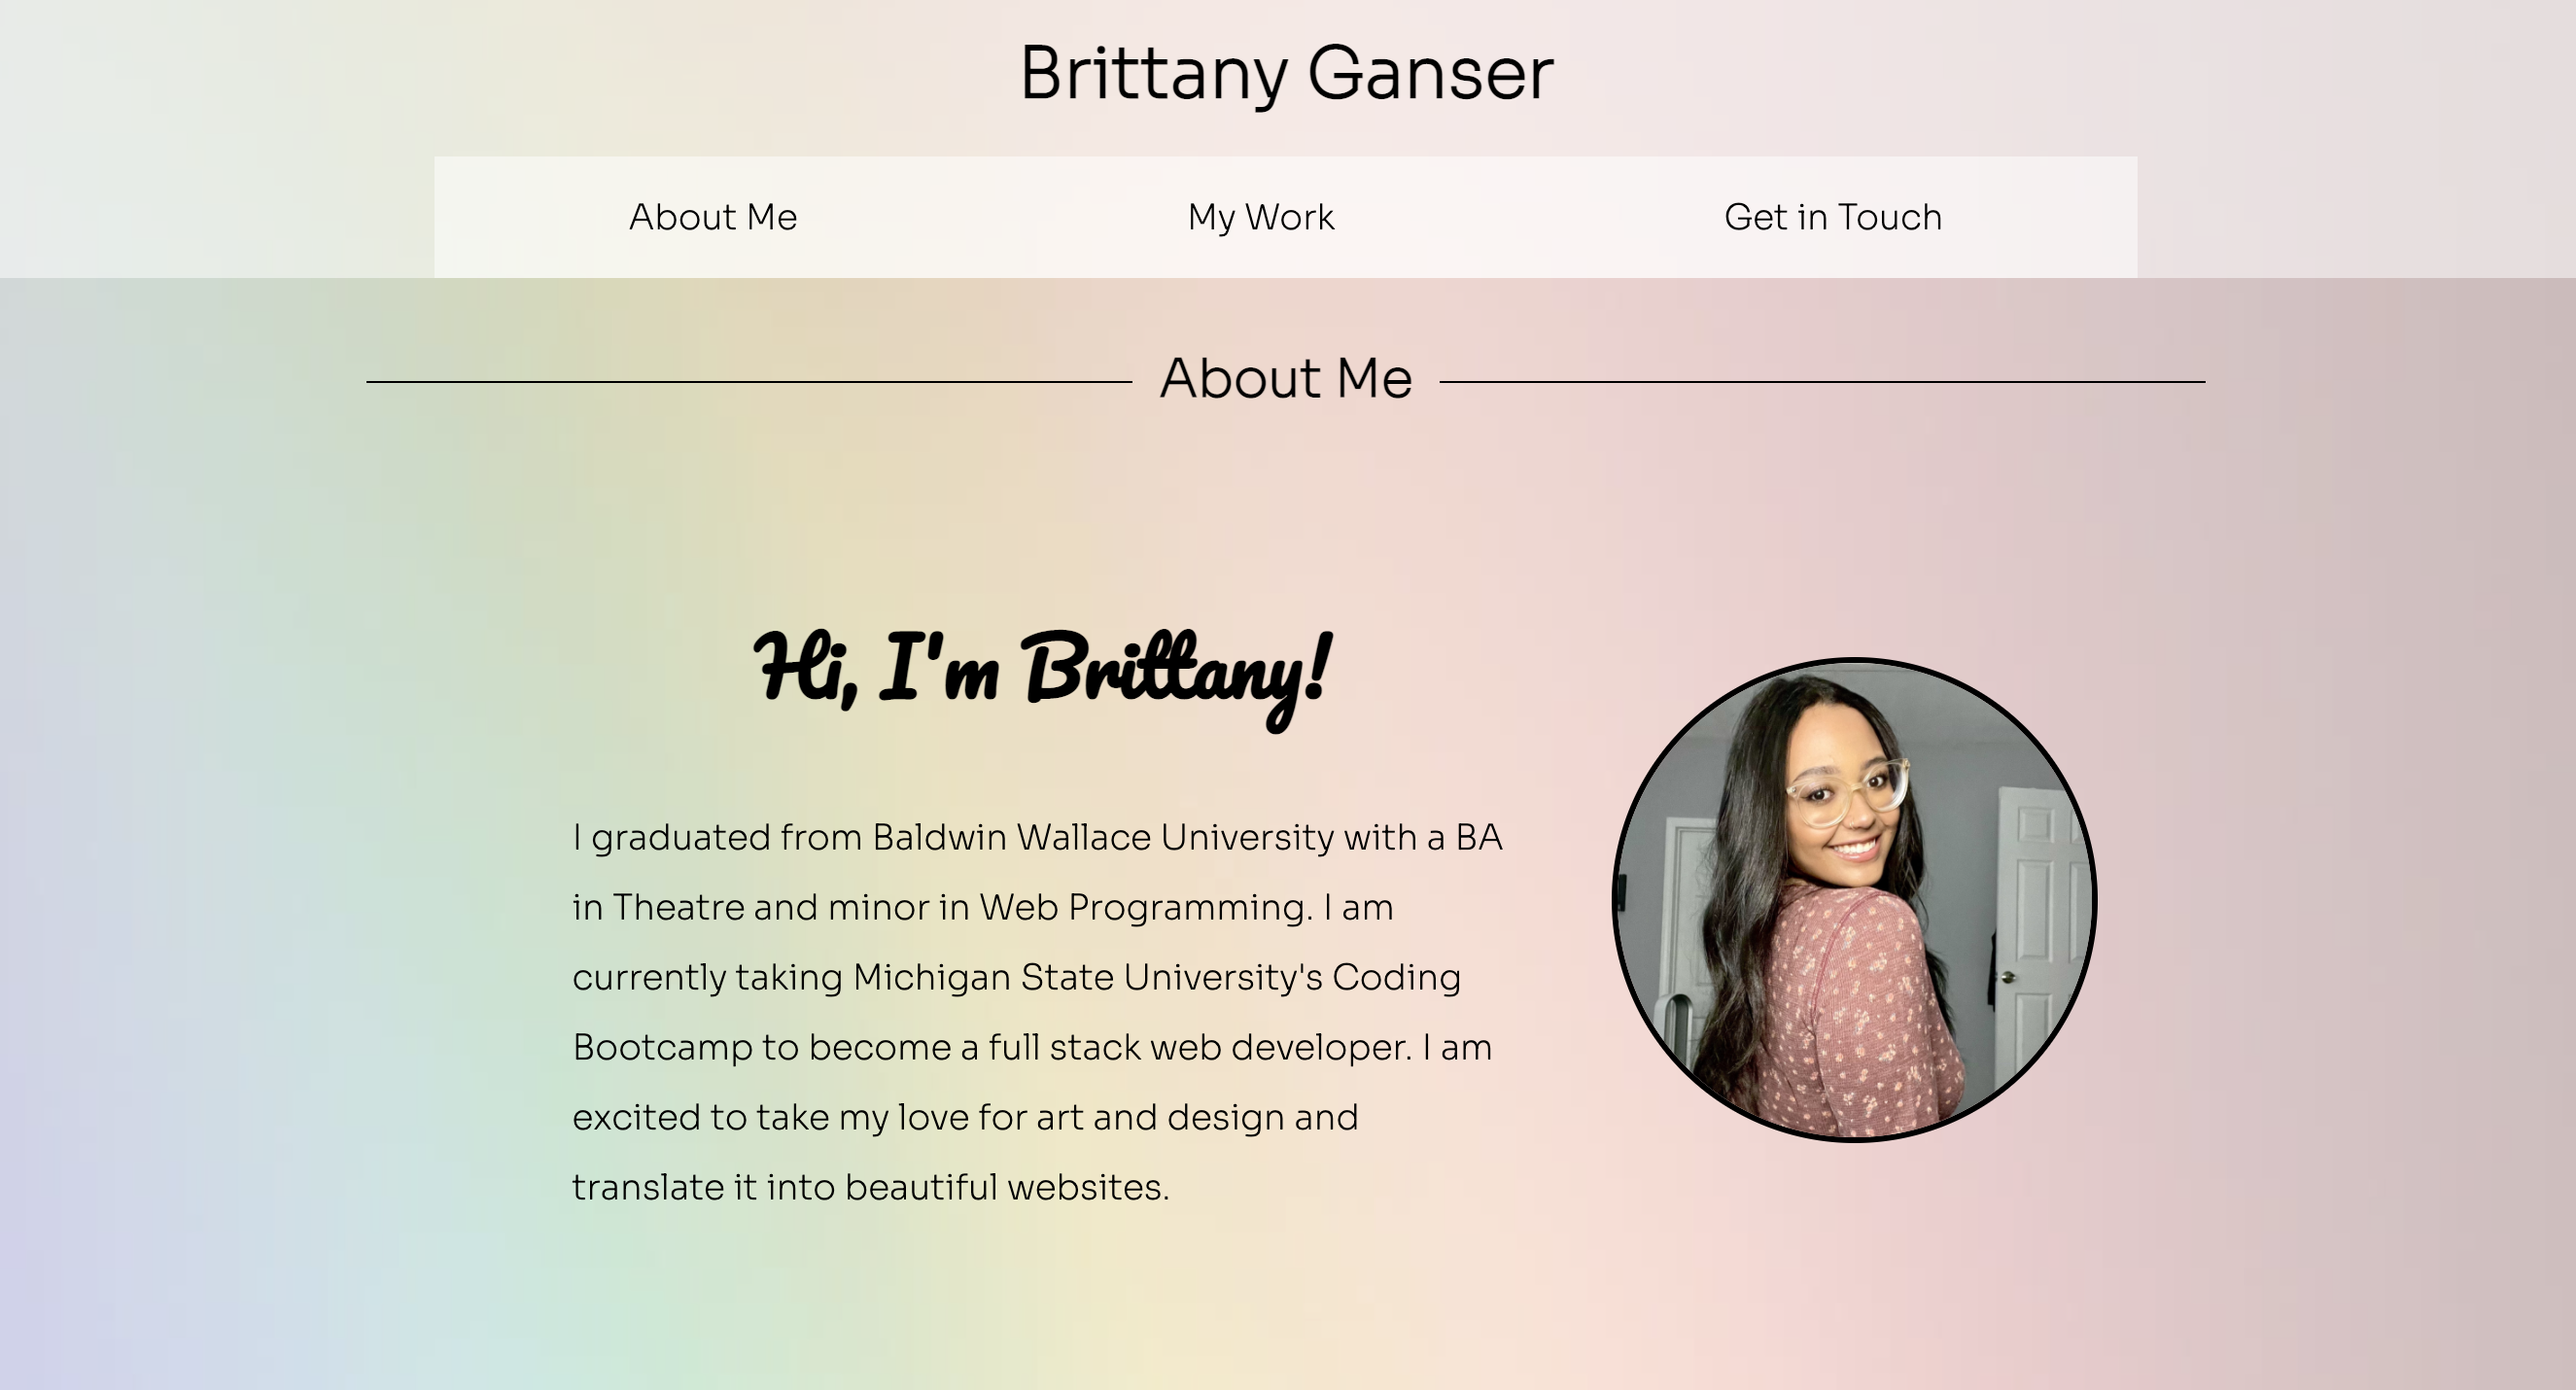 Brittany Ganser
About Me
My Work
Get in Touch
About Me
Hi, I'm Brittany!
I graduated from Baldwin Wallace University with a BA
in Theatre and minor in Web Programming. I am
currently taking Michigan State University's Coding
Bootcamp to become a full stack web developer. I am
excited to take my love for art and design and
translate it into beautiful websites.